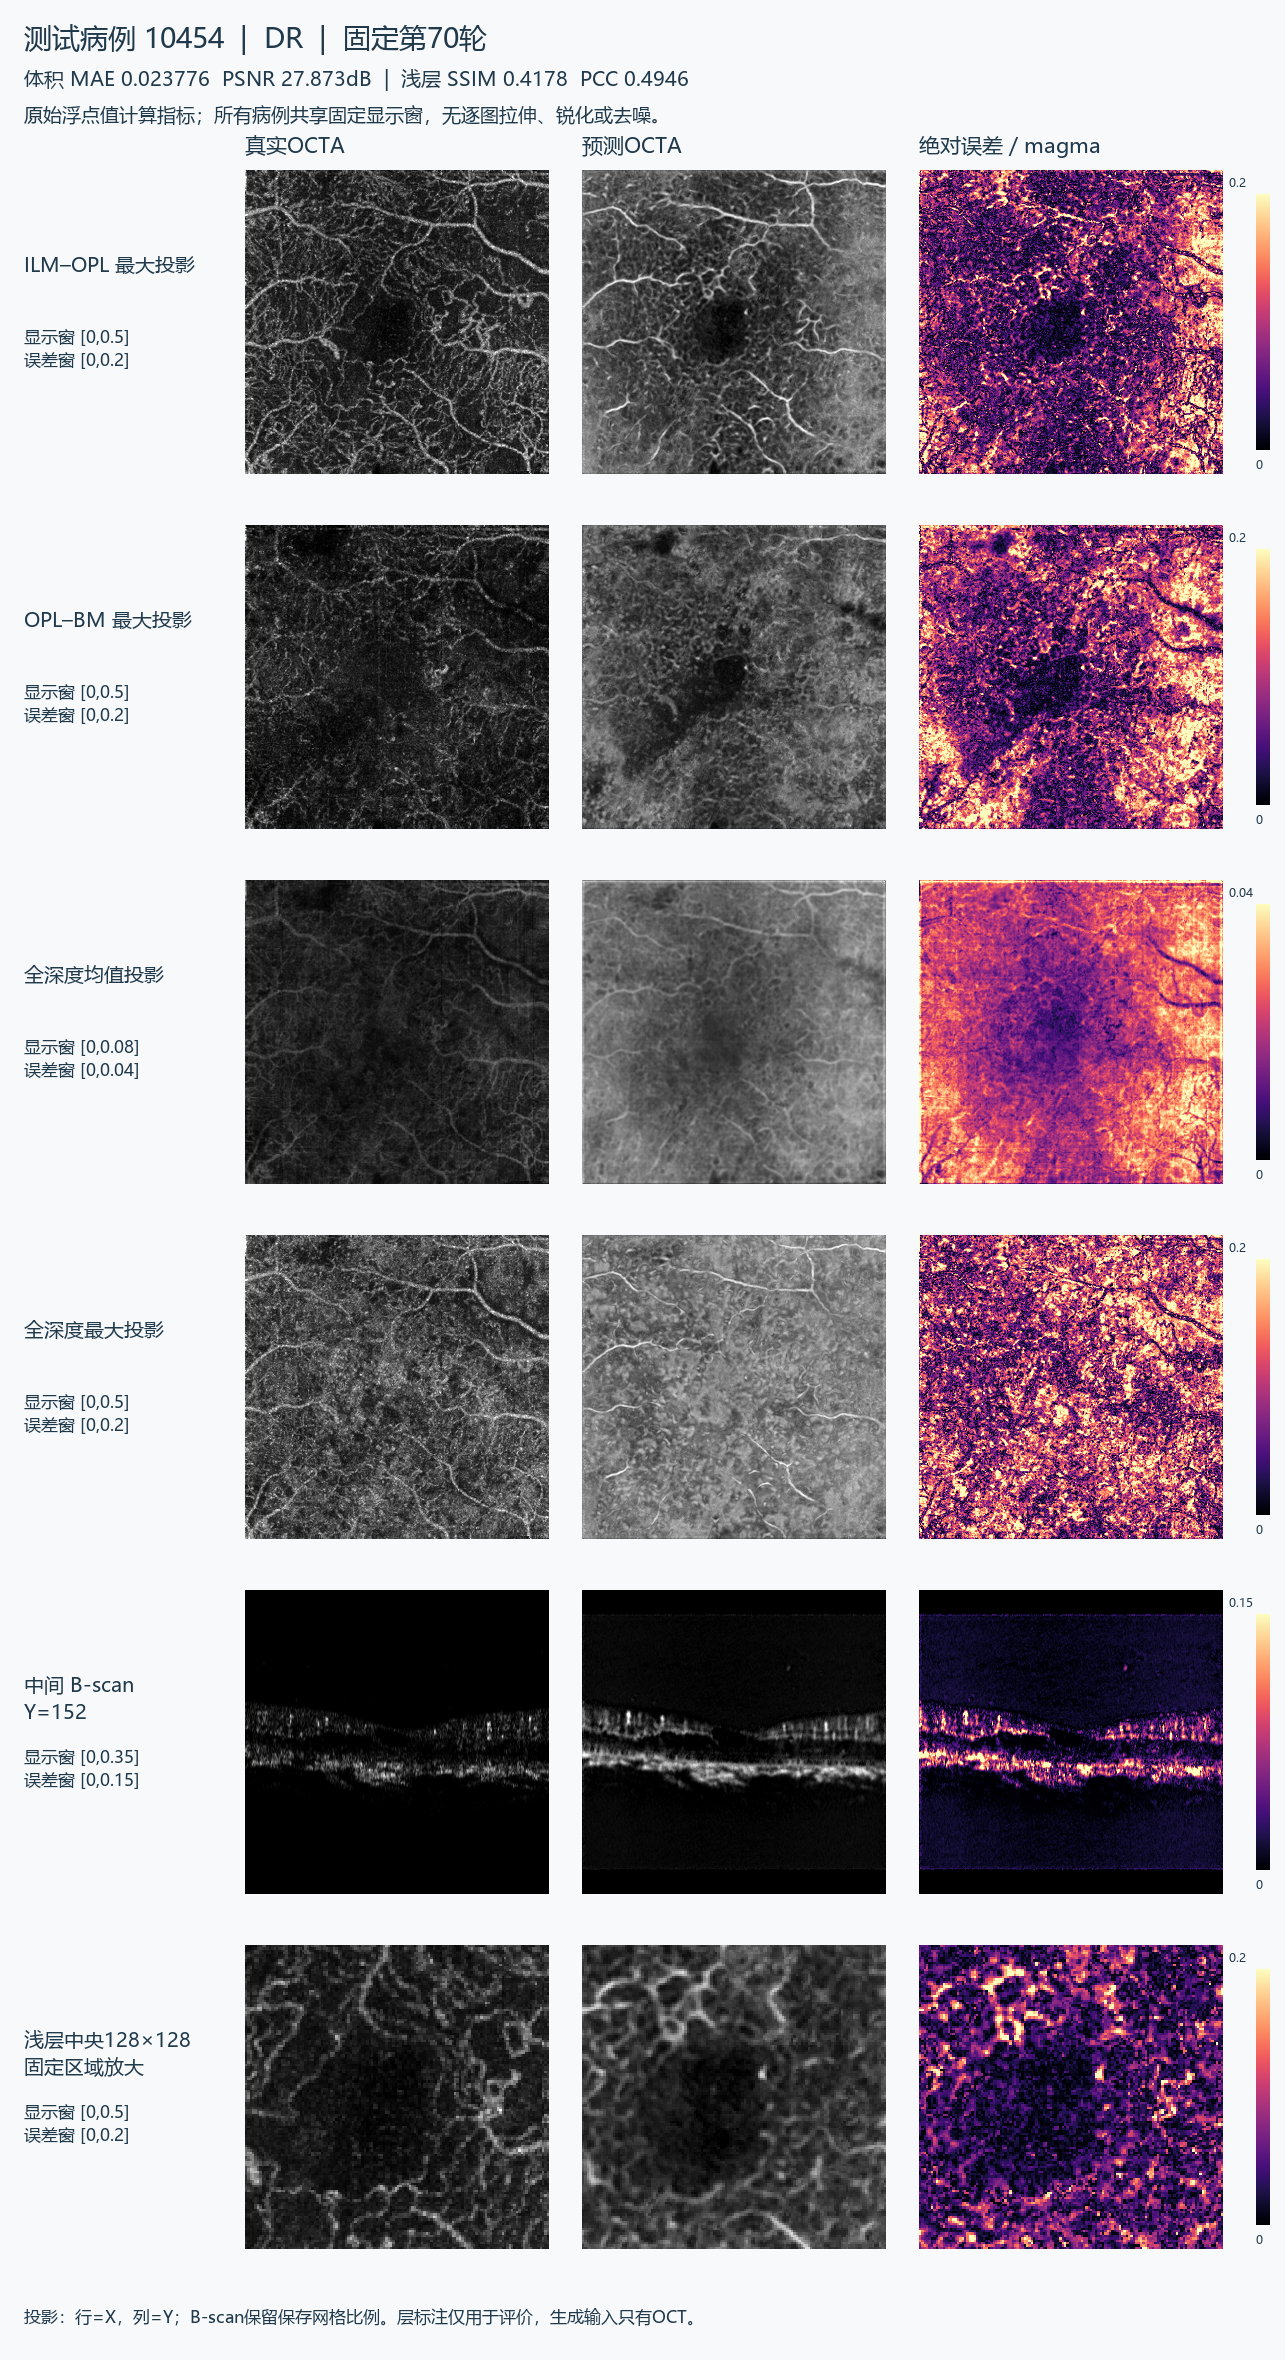 测试病例 10454 | DR | 固定第70轮
体积 MAE 0.023776 PSNR 27.873dB | 浅层 SSIM 0.4178 PCC 0.4946
原始浮点值计算指标；所有病例共享固定显示窗，无逐图拉伸、锐化或去噪。
真实OCTA 预测OCTA 绝对误差 / magma
0.2
ILM–OPL 最大投影
显示窗 [0,0.5]
误差窗 [0,0.2]
0
0.2
OPL–BM 最大投影
显示窗 [0,0.5]
误差窗 [0,0.2]
0
0.04
全深度均值投影
显示窗 [0,0.08]
误差窗 [0,0.04]
0
0.2
全深度最大投影
显示窗 [0,0.5]
误差窗 [0,0.2]
0
0.15
中间 B-scan
Y=152
显示窗 [0,0.35]
误差窗 [0,0.15]
0
0.2
浅层中央128×128
固定区域放大
显示窗 [0,0.5]
误差窗 [0,0.2]
0
投影：行=X，列=Y；B-scan保留保存网格比例。层标注仅用于评价，生成输入只有OCT。